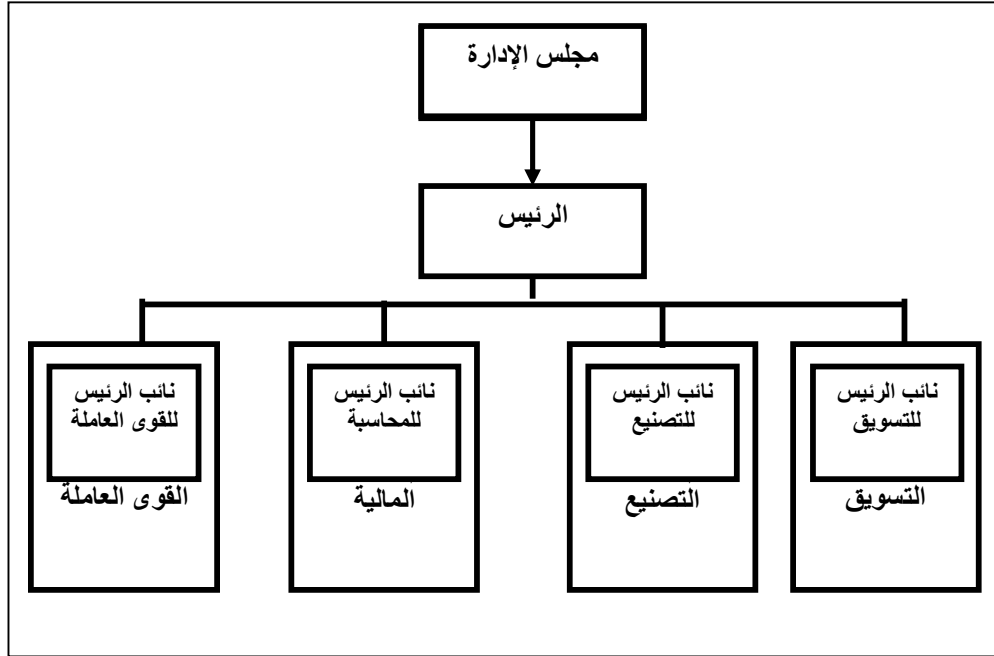 مجلس الإدارة
الرئيس
نائب الرئيس
للتسويق
التسويق
نائب الرئيس
للتصنيع
التصنيع
نائب الرئيس
للمحاسبة
المالية
نائب الرئيس
للقوى العاملة
القوى العاملة